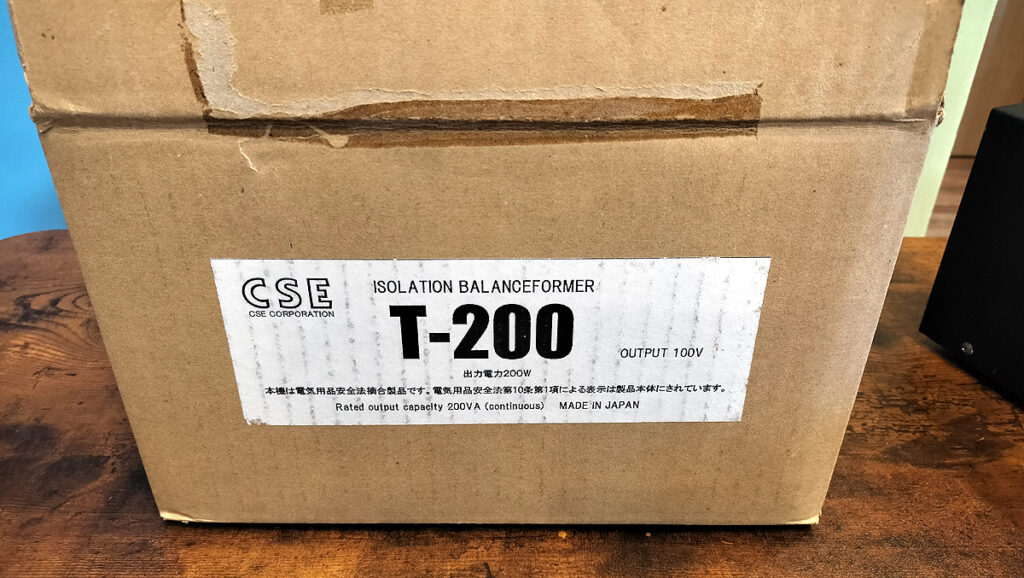 CSE
CSE CORPORATION
ISOLATION BALANCEFORMER
T-200
OUTPUT 100V
出力電力200W
本機は電気用品安全法摘合製品です。電気用品安全法第10条第1項による表示は製品本体にされています。
Rated output capacity 200VA (continuous) MADE IN JAPAN